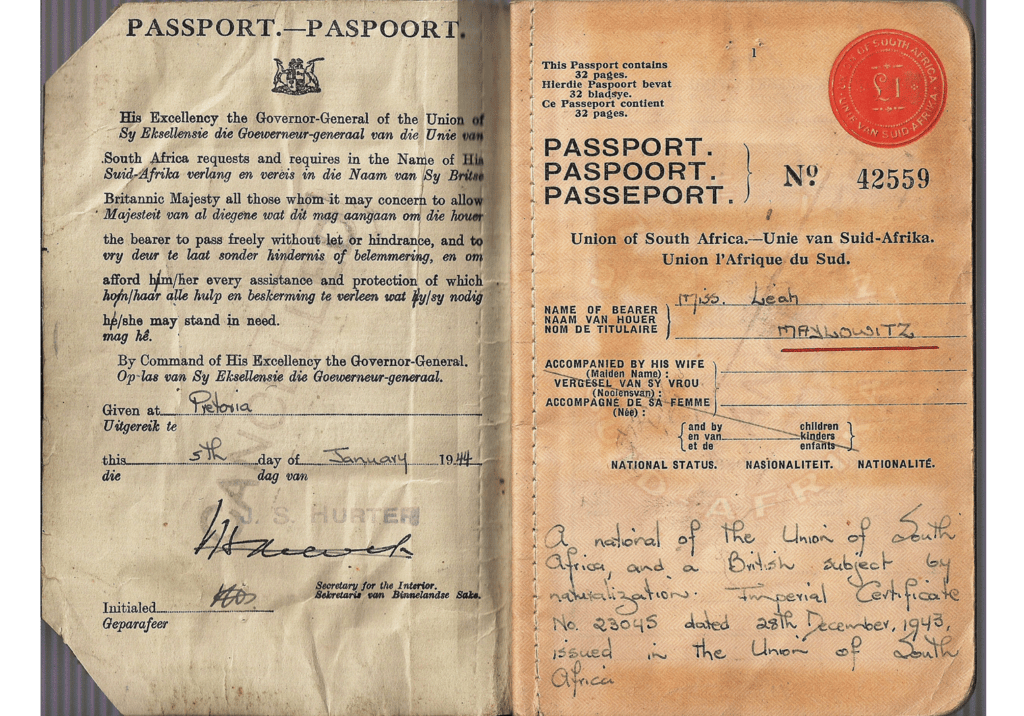 PASSPORT.—PASPOORT.
His Excellency the Governor-General of the Union of
Sy Eksellensie die Goewerneur-generaal van die Unie van
South Africa requests and requires in the Name of His
Suid-Afrika verlang en vereis in die Naam van Sy Britse
Britannic Majesty all those whom it may concern to allow
Majesteit van al diegene wat dit mag aangaan om die houer
the bearer to pass freely without let or hindrance, and to
vry deur te laat sonder hindernis of belemmering, en om
afford him/her every assistance and protection of which
hom/haar alle hulp en beskerming te verleen wat hy/sy nodig
he/she may stand in need.
mag hê.
By Command of His Excellency the Governor-General.
Op las van Sy Eksellensie die Goewerneur-generaal.
Given at Pretoria
Uitgereik te
this 5th day of January 1944
die dag van
CANCELLED
J. S. HURTER
Secretary for the Interior.
Sekretaris van Binnelandse Sake.
Initialed
Geparafeer
1
This Passport contains
32 pages.
Hierdie Paspoort bevat
32 bladsye.
Ce Passeport contient
32 pages.
UNION OF SOUTH AFRICA
£1
UNIE VAN SUID-AFRIKA
PASSPORT.
PASPOORT.
PASSEPORT.
Nº 42559
Union of South Africa.—Unie van Suid-Afrika.
Union l'Afrique du Sud.
NAME OF BEARER
NAAM VAN HOUER
NOM DE TITULAIRE
Miss. Leah
MAYLOWITZ
ACCOMPANIED BY HIS WIFE
(Maiden Name) :
VERGESEL VAN SY VROU
(Nooiensvan) :
ACCOMPAGNÉ DE SA FEMME
(Née) :
and by children
en van kinders
et de enfants
NATIONAL STATUS. NASIONALITEIT. NATIONALITÉ.
A national of the Union of South
Africa, and a British subject by
naturalization. Imperial Certificate
No. 23045 dated 28th December, 1943,
issued in the Union of South
Africa